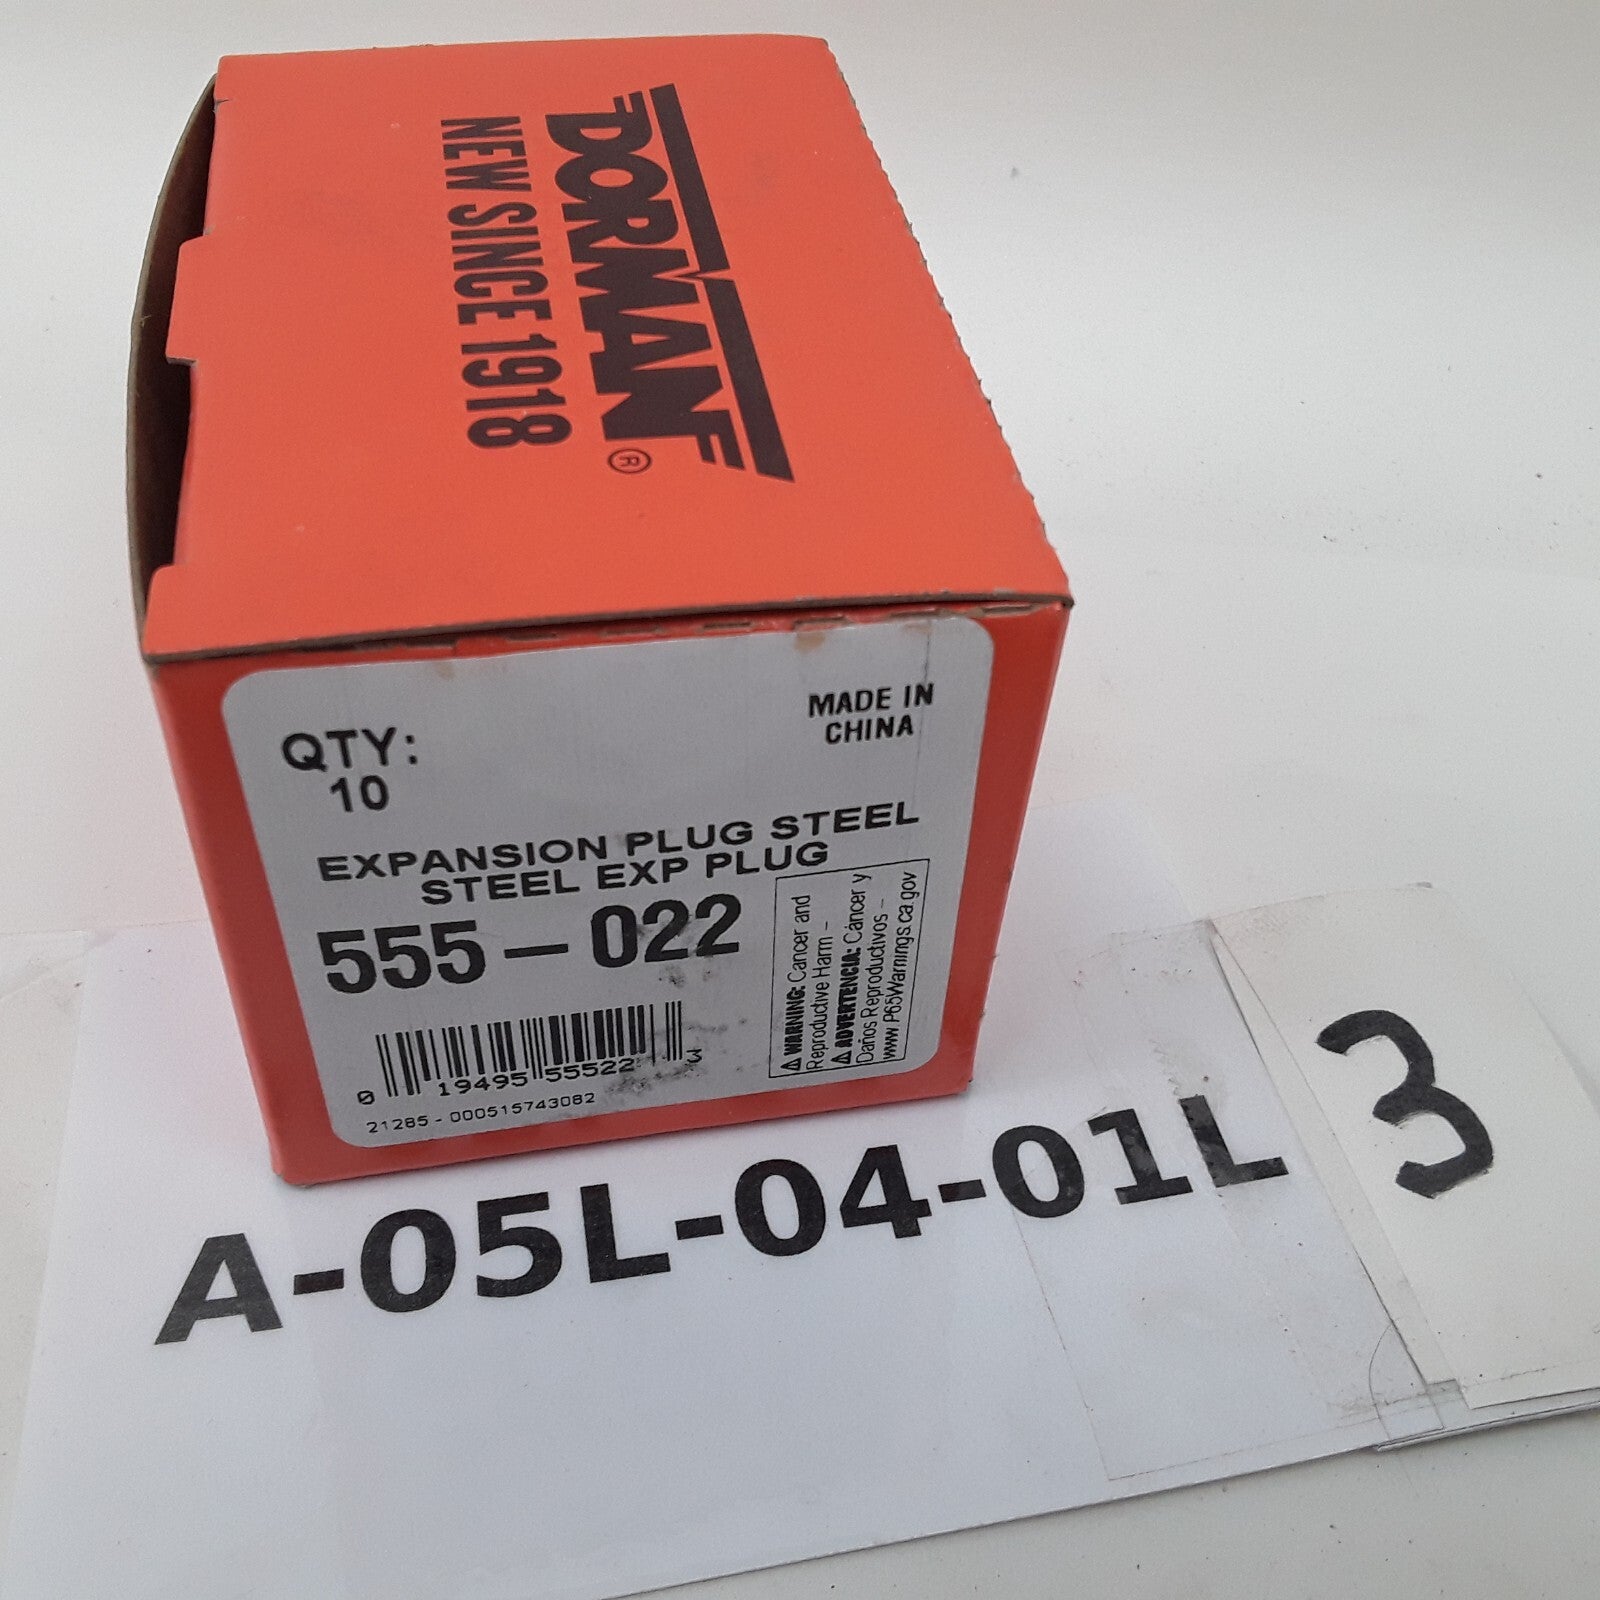 DORMAN®
NEW SINCE 1918
QTY:
10
MADE IN
CHINA
EXPANSION PLUG STEEL
STEEL EXP PLUG
555-022
⚠ WARNING: Cancer and
Reproductive Harm -
⚠ ADVERTENCIA: Cáncer y
Daños Reproductivos -
www.P65Warnings.ca.gov
0 19495 55522
M
21285-000515743082
A-05L-04-01L
3